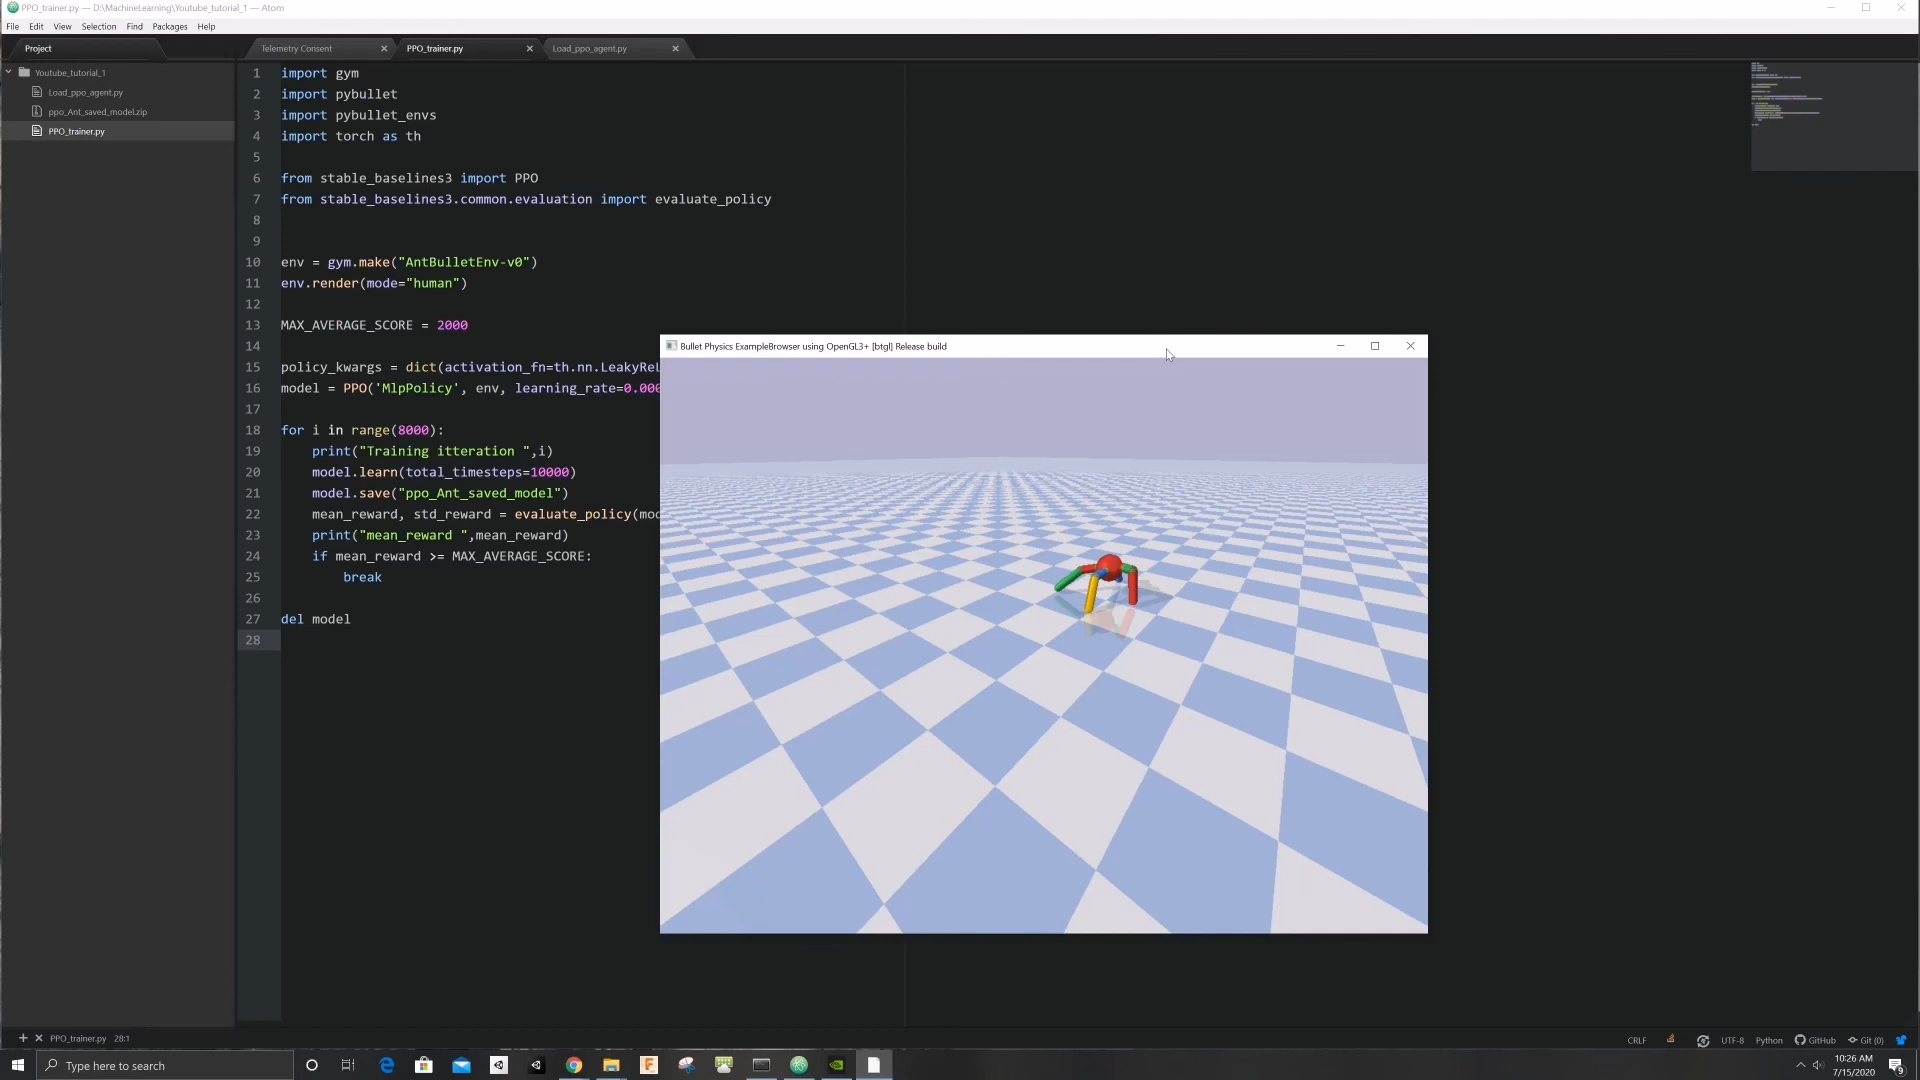 PPO_trainer.py — D:\MachineLearning\Youtube_tutorial_1 — Atom
File Edit View Selection Find Packages Help
Project
Telemetry Consent
PPO_trainer.py
Load_ppo_agent.py
Youtube_tutorial_1
Load_ppo_agent.py
ppo_Ant_saved_model.zip
PPO_trainer.py
1 import gym
2 import pybullet
3 import pybullet_envs
4 import torch as th
5
6 from stable_baselines3 import PPO
7 from stable_baselines3.common.evaluation import evaluate_policy
8
9
10 env = gym.make("AntBulletEnv-v0")
11 env.render(mode="human")
12
13 MAX_AVERAGE_SCORE = 2000
14
15 policy_kwargs = dict(activation_fn=th.nn.LeakyReL
16 model = PPO('MlpPolicy', env, learning_rate=0.000
17
18 for i in range(8000):
19 print("Training itteration ",i)
20 model.learn(total_timesteps=10000)
21 model.save("ppo_Ant_saved_model")
22 mean_reward, std_reward = evaluate_policy(mod
23 print("mean_reward ",mean_reward)
24 if mean_reward >= MAX_AVERAGE_SCORE:
25 break
26
27 del model
28
Bullet Physics ExampleBrowser using OpenGL3+ [btgl] Release build
PPO_trainer.py 28:1
CRLF UTF-8 Python GitHub Git (0)
Type here to search
10:26 AM
7/15/2020